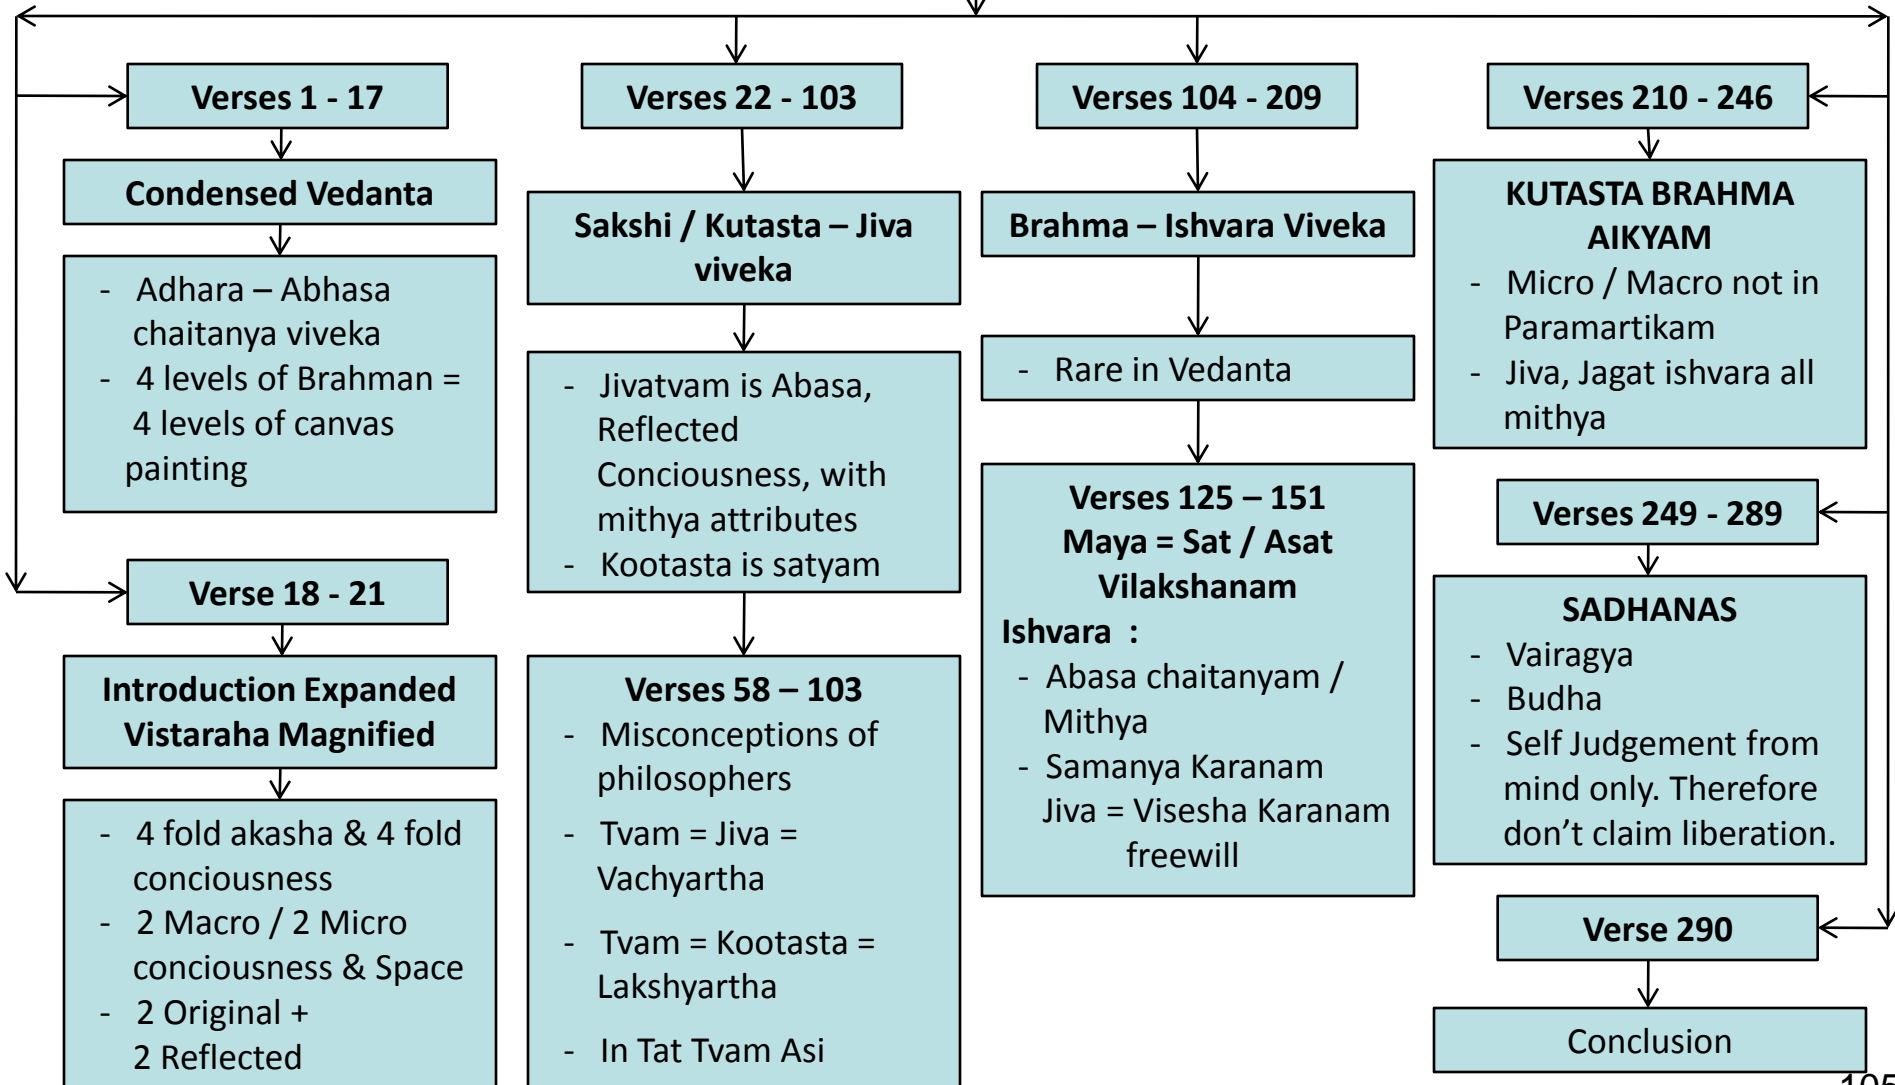 Verses 1 - 17
Condensed Vedanta
- Adhara – Abhasa
chaitanya viveka
- 4 levels of Brahman =
4 levels of canvas
painting
Verse 18 - 21
Introduction Expanded
Vistaraha Magnified
- 4 fold akasha & 4 fold
conciousness
- 2 Macro / 2 Micro
conciousness & Space
- 2 Original +
2 Reflected
Verses 22 - 103
Sakshi / Kutasta – Jiva
viveka
- Jivatvam is Abasa,
Reflected
Conciousness, with
mithya attributes
- Kootasta is satyam
Verses 58 – 103
- Misconceptions of
philosophers
- Tvam = Jiva =
Vachyartha
- Tvam = Kootasta =
Lakshyartha
- In Tat Tvam Asi
Verses 104 - 209
Brahma – Ishvara Viveka
- Rare in Vedanta
Verses 125 – 151
Maya = Sat / Asat
Vilakshanam
Ishvara :
- Abasa chaitanyam /
Mithya
- Samanya Karanam
Jiva = Visesha Karanam
freewill
Verses 210 - 246
KUTASTA BRAHMA
AIKYAM
- Micro / Macro not in
Paramartikam
- Jiva, Jagat ishvara all
mithya
Verses 249 - 289
SADHANAS
- Vairagya
- Budha
- Self Judgement from
mind only. Therefore
don’t claim liberation.
Verse 290
Conclusion